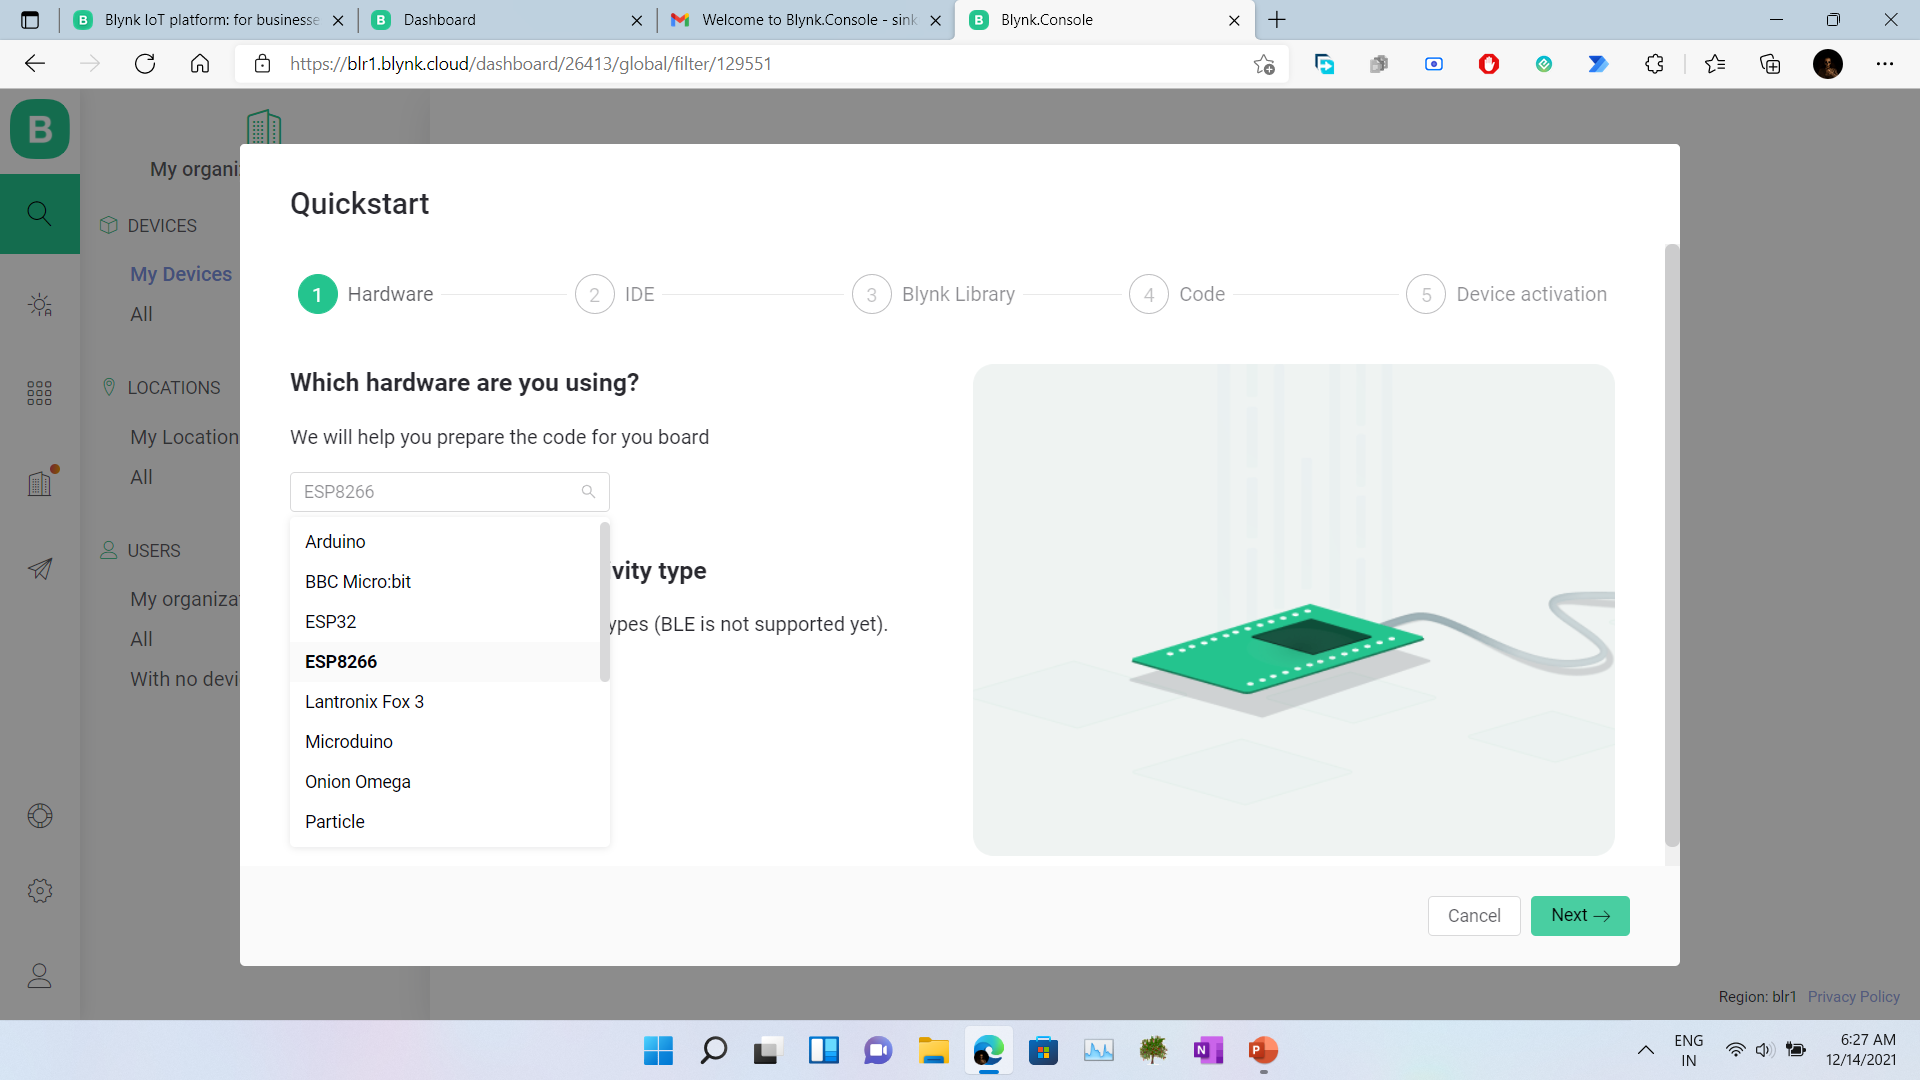 Blynk IoT platform: for businesse
Dashboard
Welcome to Blynk.Console - sink
Blynk.Console
https://blr1.blynk.cloud/dashboard/26413/global/filter/129551
B
My organiz
DEVICES
My Devices
All
LOCATIONS
My Location
All
USERS
My organiza
All
With no devi
Quickstart
1 Hardware
2 IDE
3 Blynk Library
4 Code
5 Device activation
Which hardware are you using?
We will help you prepare the code for you board
ESP8266
Arduino
BBC Micro:bit
ESP32
ESP8266
Lantronix Fox 3
Microduino
Onion Omega
Particle
vity type
ypes (BLE is not supported yet).
Cancel
Next →
Region: blr1 Privacy Policy
ENG
IN
6:27 AM
12/14/2021